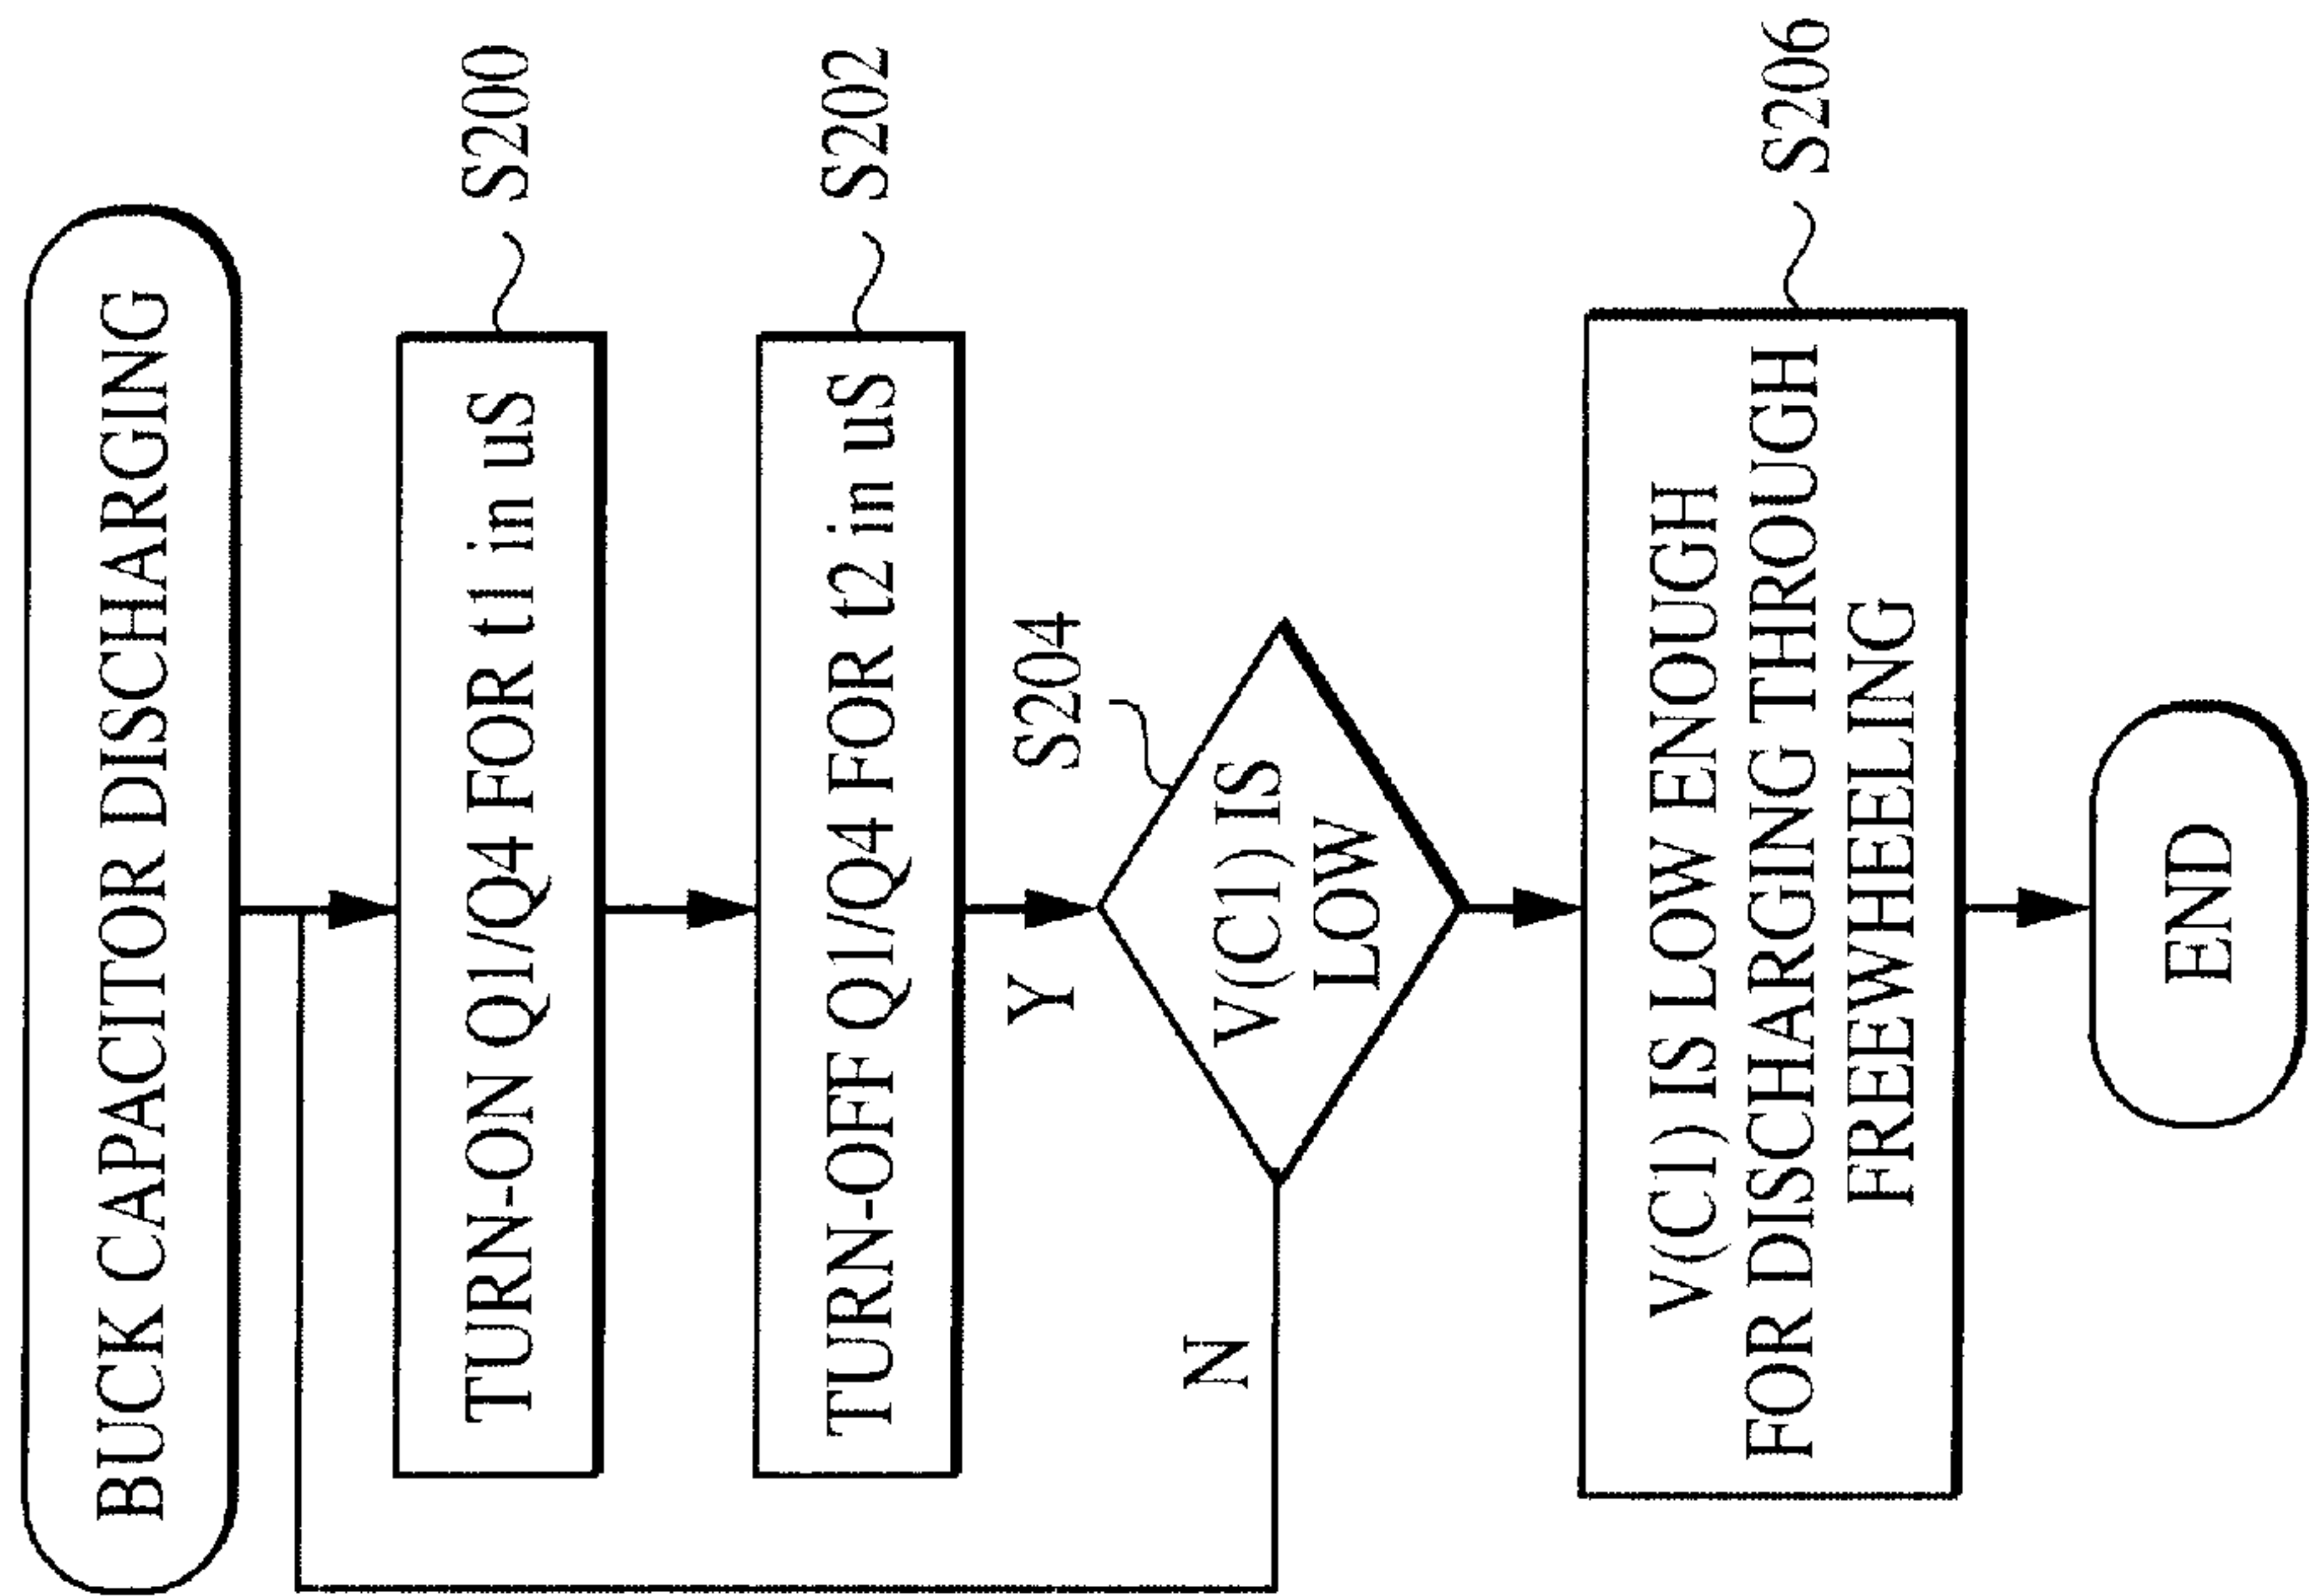 BUCK CAPACITOR DISCHARGING
TURN-ON Q1/Q4 FOR t1 in uS
S200
TURN-OFF Q1/Q4 FOR t2 in uS
S202
Y
S204
V(C1) IS
LOW
N
V(C1) IS LOW ENOUGH
FOR DISCHARGING THROUGH
FREEWHEELING
S206
END